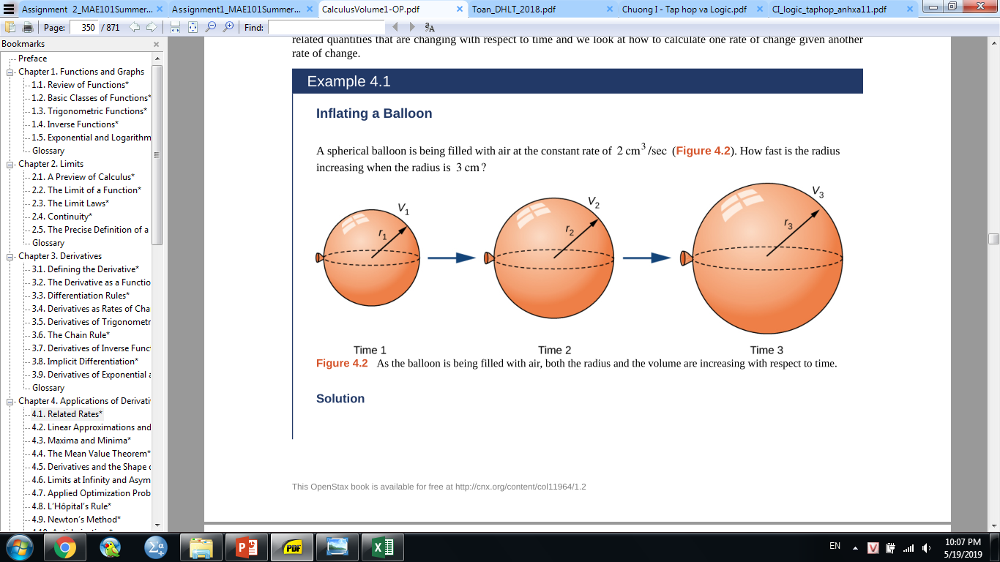 Assignment 2_MAE101Summer...
Assignment1_MAE101Summer...
CalculusVolume1-OP.pdf
Toan_DHLT_2018.pdf
Chuong I - Tap hop va Logic.pdf
CI_logic_taphop_anhxa11.pdf
Page: 350 / 871
Find:
Bookmarks
Preface
Chapter 1. Functions and Graphs
1.1. Review of Functions*
1.2. Basic Classes of Functions*
1.3. Trigonometric Functions*
1.4. Inverse Functions*
1.5. Exponential and Logarithm
Glossary
Chapter 2. Limits
2.1. A Preview of Calculus*
2.2. The Limit of a Function*
2.3. The Limit Laws*
2.4. Continuity*
2.5. The Precise Definition of a
Glossary
Chapter 3. Derivatives
3.1. Defining the Derivative*
3.2. The Derivative as a Functio
3.3. Differentiation Rules*
3.4. Derivatives as Rates of Cha
3.5. Derivatives of Trigonometr
3.6. The Chain Rule*
3.7. Derivatives of Inverse Func
3.8. Implicit Differentiation*
3.9. Derivatives of Exponential a
Glossary
Chapter 4. Applications of Derivati
4.1. Related Rates*
4.2. Linear Approximations and
4.3. Maxima and Minima*
4.4. The Mean Value Theorem*
4.5. Derivatives and the Shape o
4.6. Limits at Infinity and Asym
4.7. Applied Optimization Prob
4.8. L'Hôpital's Rule*
4.9. Newton's Method*
related quantities that are changing with respect to time and we look at how to calculate one rate of change given another
rate of change.
Example 4.1
Inflating a Balloon
A spherical balloon is being filled with air at the constant rate of 2 cm³/sec (Figure 4.2). How fast is the radius
increasing when the radius is 3 cm?
V₁
r₁
V₂
r₂
V₃
r₃
Time 1
Time 2
Time 3
Figure 4.2 As the balloon is being filled with air, both the radius and the volume are increasing with respect to time.
Solution
This OpenStax book is available for free at http://cnx.org/content/col11964/1.2
PDF
EN
10:07 PM
5/19/2019